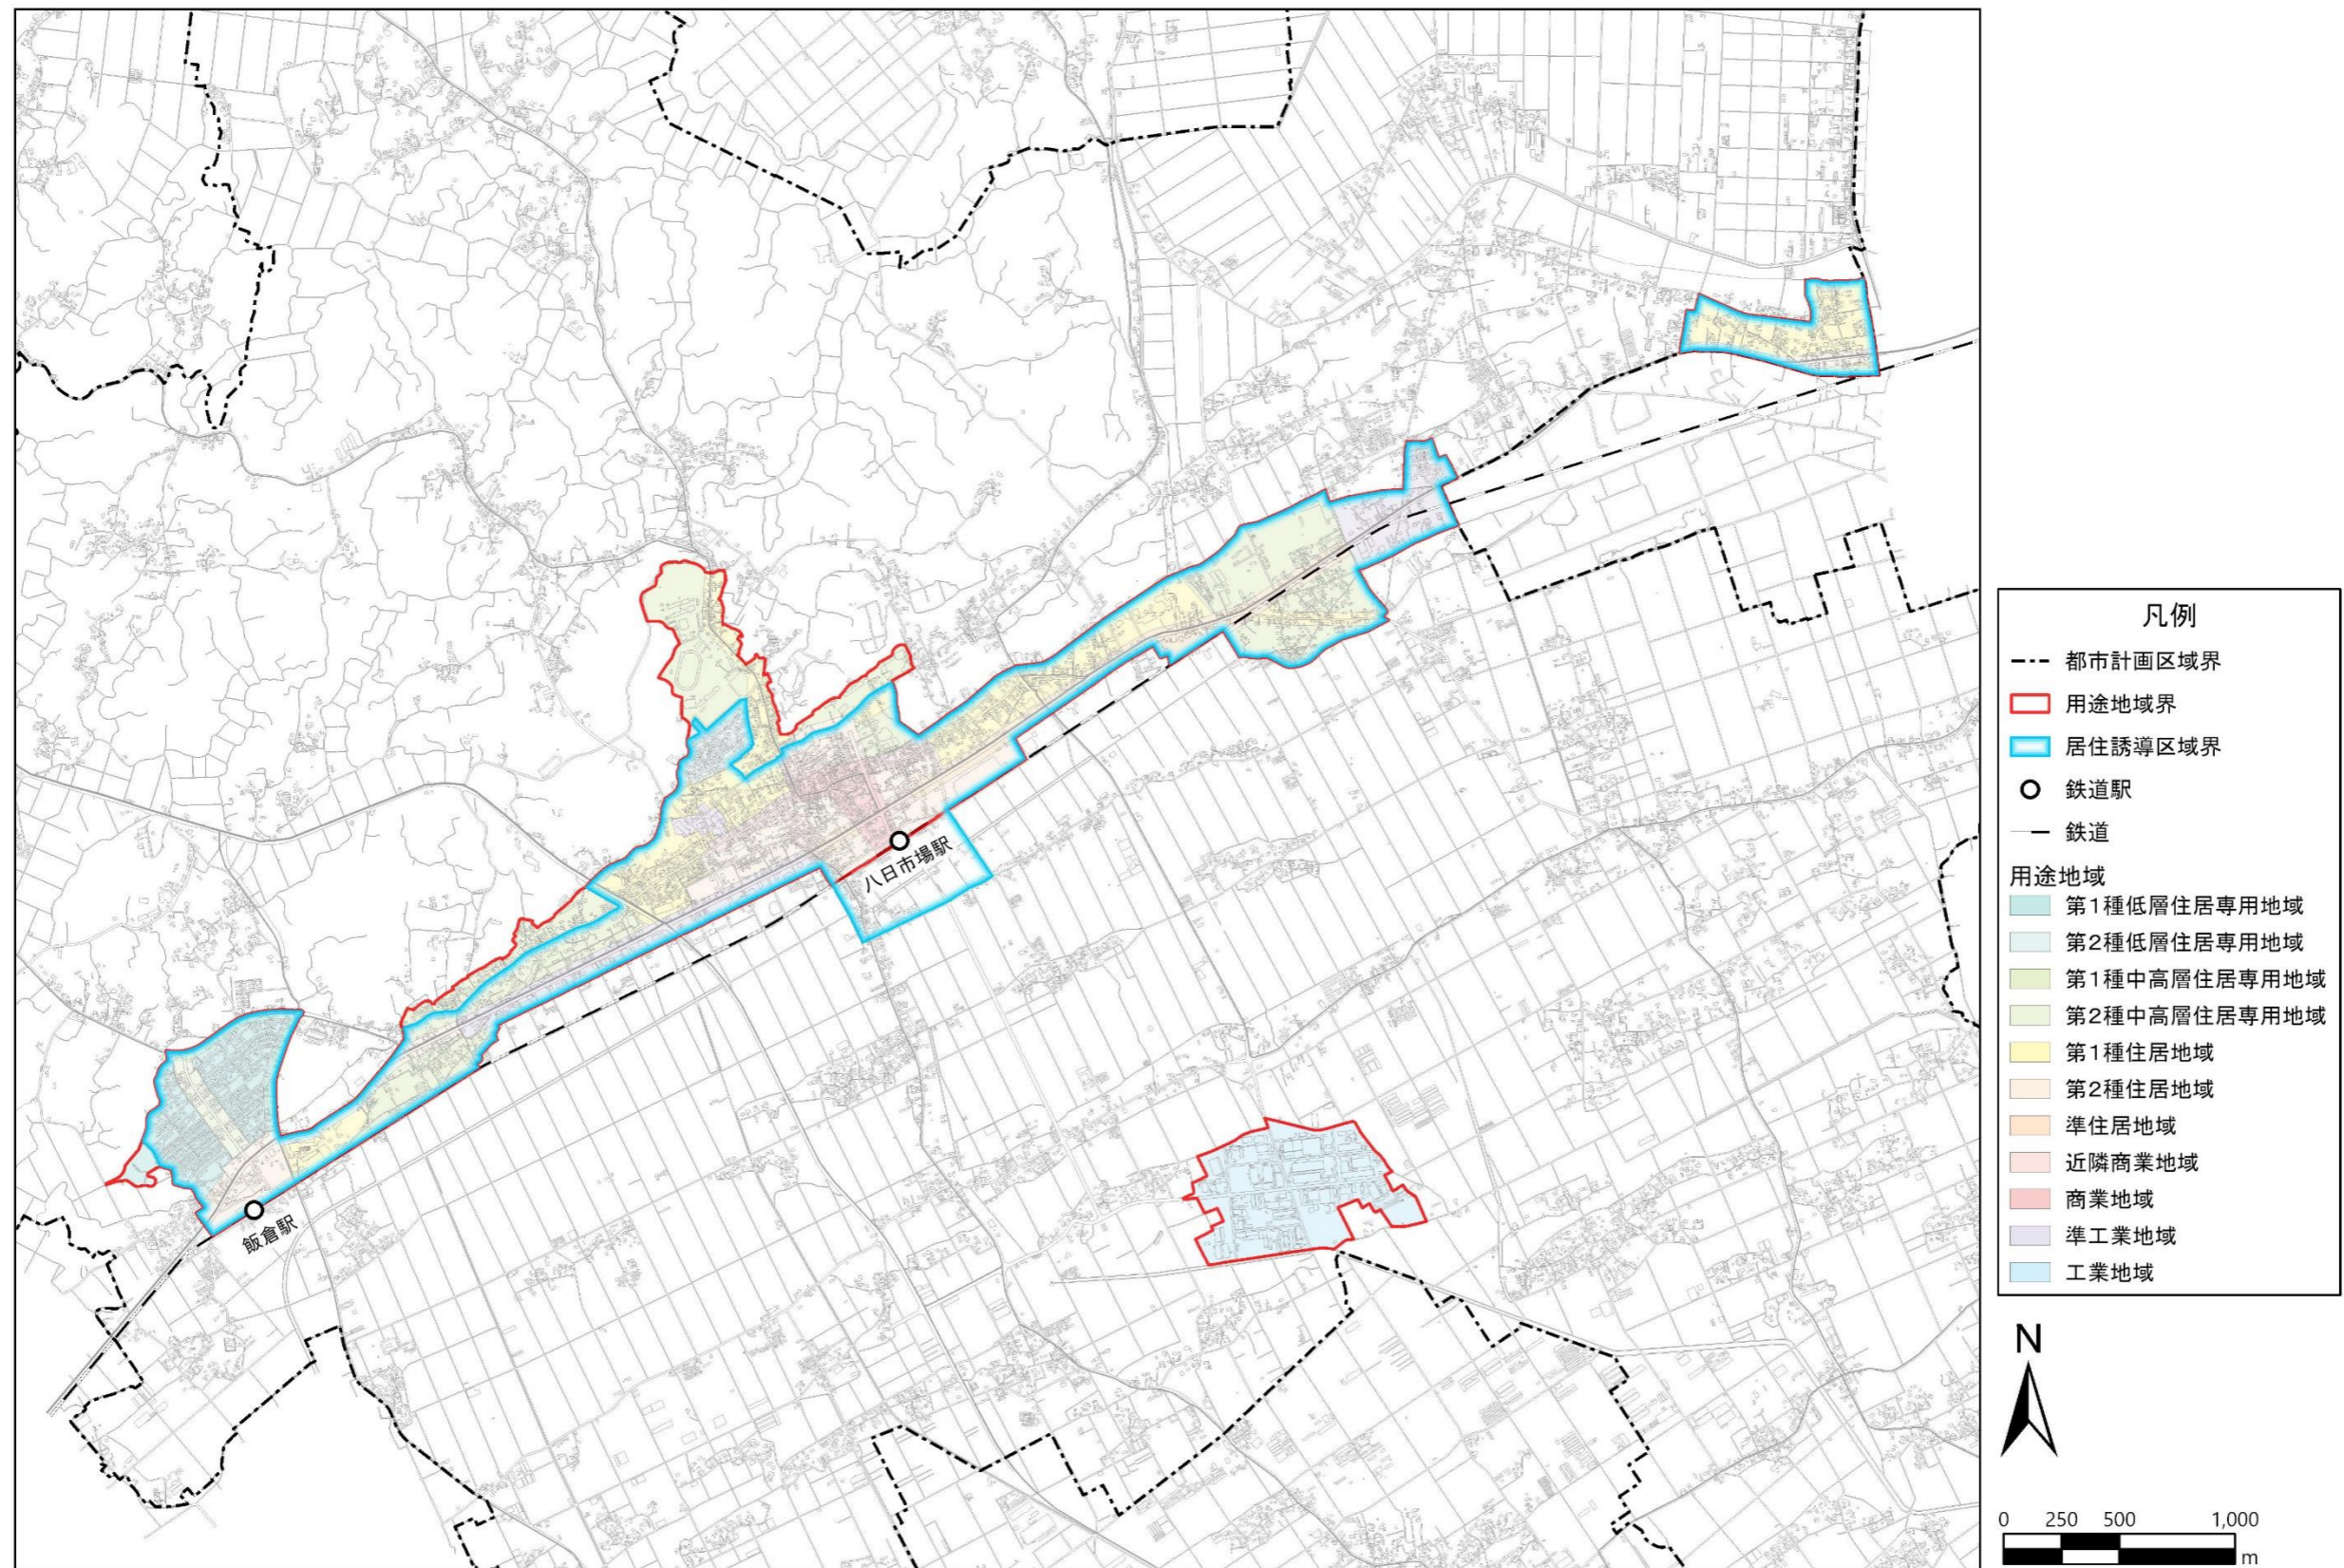 八日市場駅
飯倉駅
凡例
都市計画区域界
用途地域界
居住誘導区域界
鉄道駅
鉄道
用途地域
第1種低層住居専用地域
第2種低層住居専用地域
第1種中高層住居専用地域
第2種中高層住居専用地域
第1種住居地域
第2種住居地域
準住居地域
近隣商業地域
商業地域
準工業地域
工業地域
N
0 250 500 1,000
m